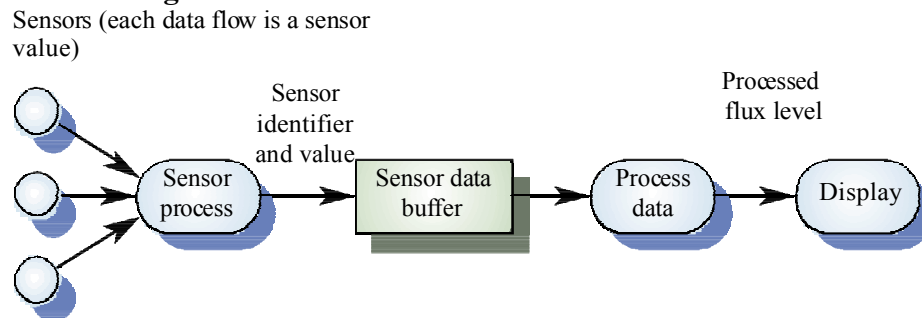 Sensors (each data flow is a sensor
value)
Sensor
identifier
and value
Processed
flux level
Sensor
process
Sensor data
buffer
Process
data
Display